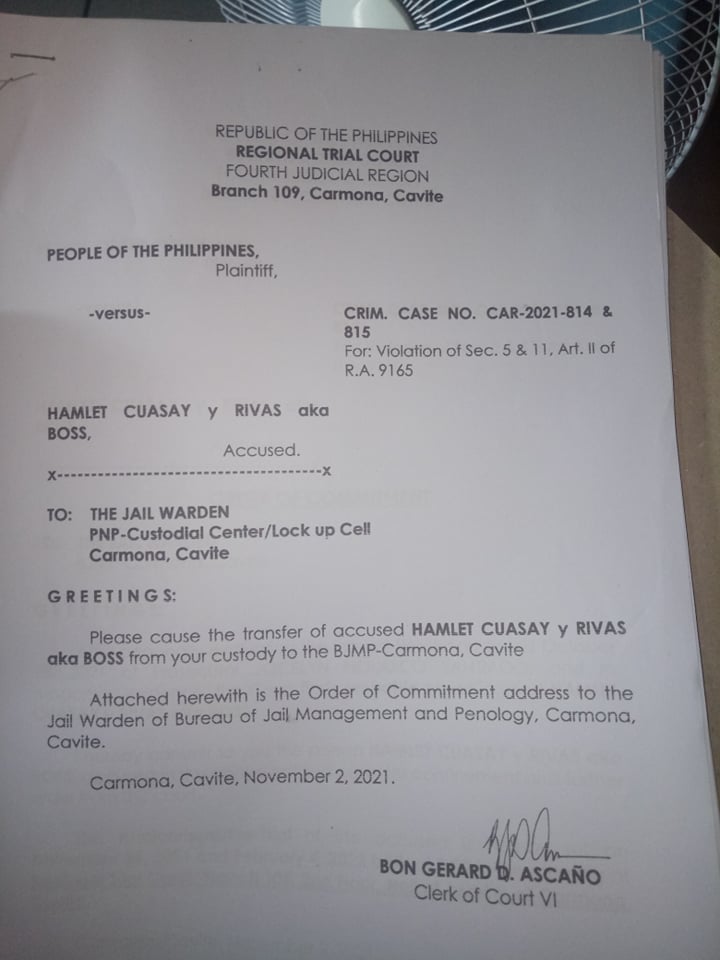 REPUBLIC OF THE PHILIPPINES
REGIONAL TRIAL COURT
FOURTH JUDICIAL REGION
Branch 109, Carmona, Cavite
PEOPLE OF THE PHILIPPINES,
Plaintiff,
-versus-
CRIM. CASE NO. CAR-2021-814 &
815
For: Violation of Sec. 5 & 11, Art. II of
R.A. 9165
HAMLET CUASAY y RIVAS aka
BOSS,
Accused.
x-----------------------------------x
TO: THE JAIL WARDEN
PNP-Custodial Center/Lock up Cell
Carmona, Cavite
G R E E T I N G S:
Please cause the transfer of accused HAMLET CUASAY y RIVAS
aka BOSS from your custody to the BJMP-Carmona, Cavite
Attached herewith is the Order of Commitment address to the
Jail Warden of Bureau of Jail Management and Penology, Carmona,
Cavite.
Carmona, Cavite, November 2, 2021.
BON GERARD D. ASCAÑO
Clerk of Court VI